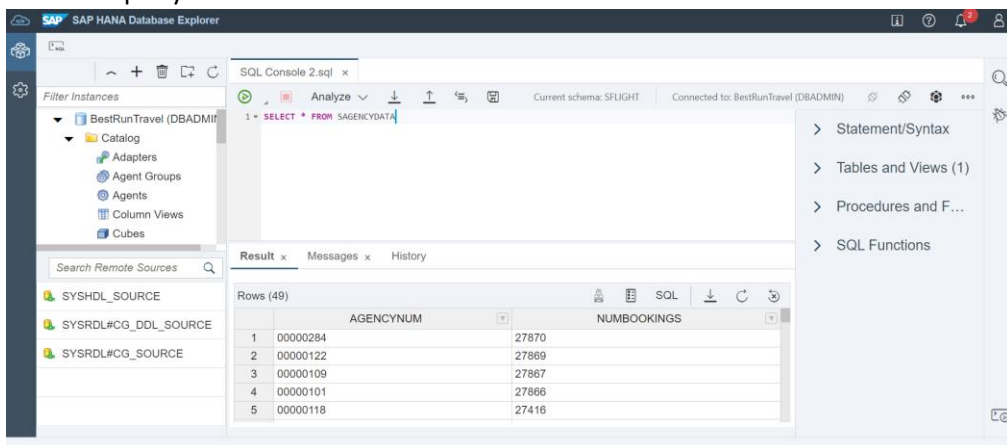 SAP SAP HANA Database Explorer
2
SQL
Filter Instances
BestRunTravel (DBADMIN
Catalog
Adapters
Agent Groups
Agents
Column Views
Cubes
Search Remote Sources
SYSHDL_SOURCE
SYSRDL#CG_DDL_SOURCE
SYSRDL#CG_SOURCE
SQL Console 2.sql ×
Analyze
Current schema: SFLIGHT
Connected to: BestRunTravel (DBADMIN)
1 SELECT * FROM SAGENCYDATA
Statement/Syntax
Tables and Views (1)
Procedures and F...
SQL Functions
Result × Messages × History
Rows (49) SQL
AGENCYNUM NUMBOOKINGS
1 00000284 27870
2 00000122 27869
3 00000109 27867
4 00000101 27866
5 00000118 27416